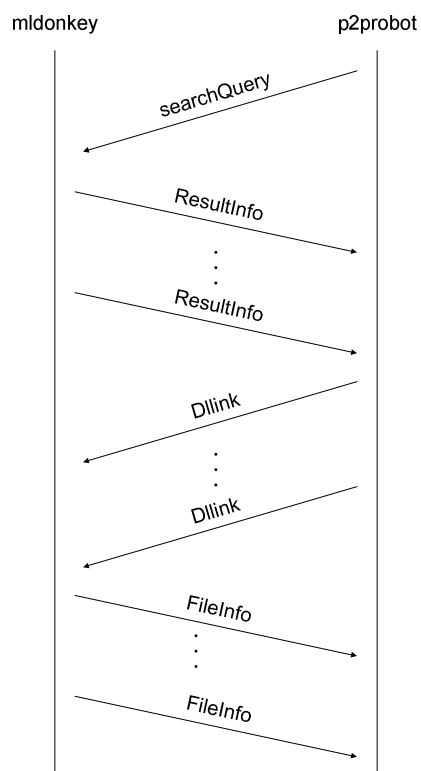 mldonkey p2probot
searchQuery
ResultInfo
ResultInfo
Dllink
Dllink
FileInfo
FileInfo